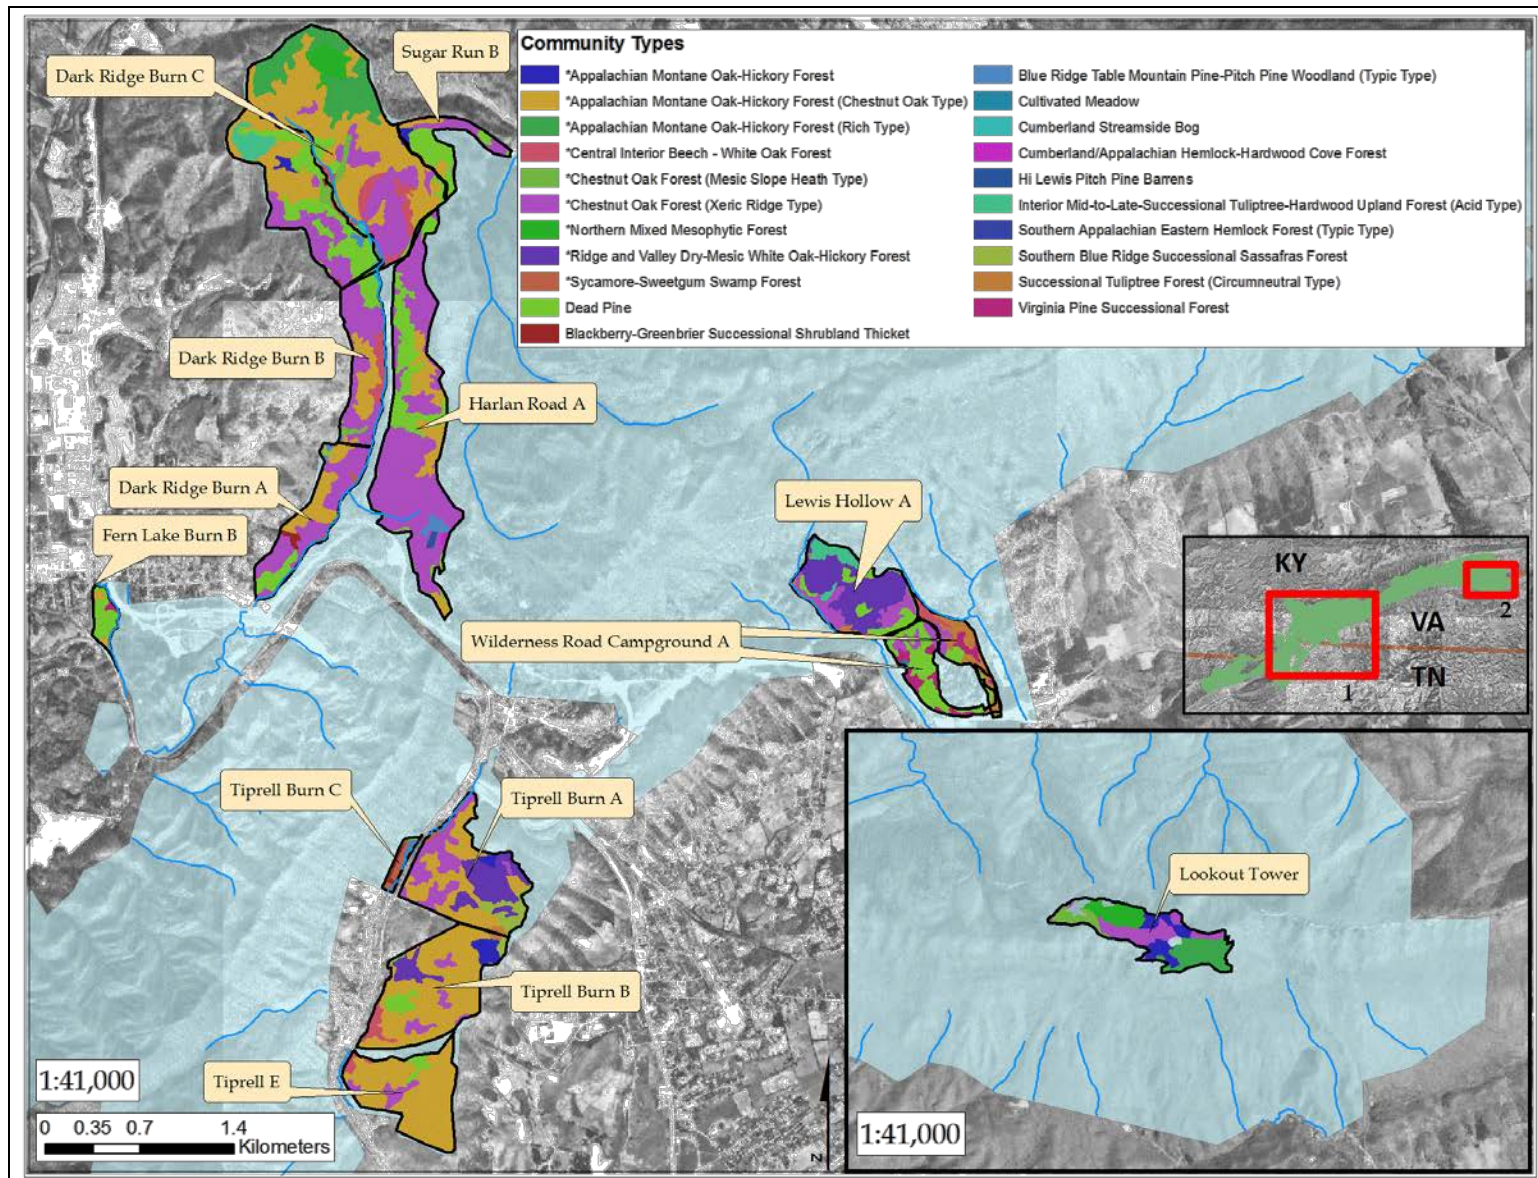 Community Types
*Appalachian Montane Oak-Hickory Forest
*Appalachian Montane Oak-Hickory Forest (Chestnut Oak Type)
*Appalachian Montane Oak-Hickory Forest (Rich Type)
*Central Interior Beech - White Oak Forest
*Chestnut Oak Forest (Mesic Slope Heath Type)
*Chestnut Oak Forest (Xeric Ridge Type)
*Northern Mixed Mesophytic Forest
*Ridge and Valley Dry-Mesic White Oak-Hickory Forest
*Sycamore-Sweetgum Swamp Forest
Dead Pine
Blackberry-Greenbrier Successional Shrubland Thicket
Blue Ridge Table Mountain Pine-Pitch Pine Woodland (Typic Type)
Cultivated Meadow
Cumberland Streamside Bog
Cumberland/Appalachian Hemlock-Hardwood Cove Forest
Hi Lewis Pitch Pine Barrens
Interior Mid-to-Late-Successional Tuliptree-Hardwood Upland Forest (Acid Type)
Southern Appalachian Eastern Hemlock Forest (Typic Type)
Southern Blue Ridge Successional Sassafras Forest
Successional Tuliptree Forest (Circumneutral Type)
Virginia Pine Successional Forest
Sugar Run B
Dark Ridge Burn C
Dark Ridge Burn B
Harlan Road A
Dark Ridge Burn A
Fern Lake Burn B
Lewis Hollow A
Wilderness Road Campground A
KY
VA
TN
1
2
Tiprell Burn C
Tiprell Burn A
Tiprell Burn B
Tiprell E
Lookout Tower
1:41,000
0 0.35 0.7 1.4
Kilometers
N
1:41,000